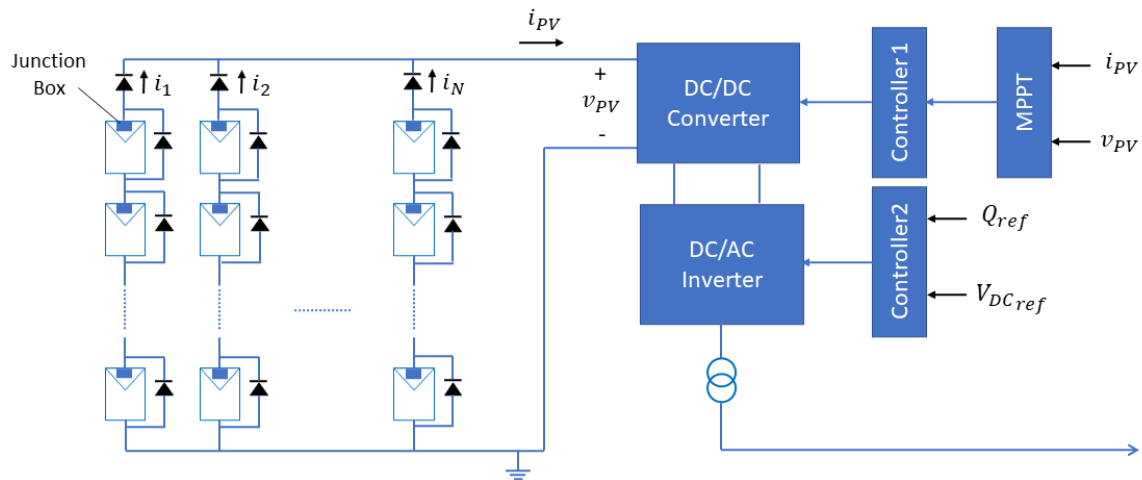 i_PV
Junction
Box
i_1
i_2
i_N
+
v_PV
-
DC/DC
Converter
Controller1
MPPT
i_PV
v_PV
DC/AC
Inverter
Controller2
Q_ref
V_DC_ref